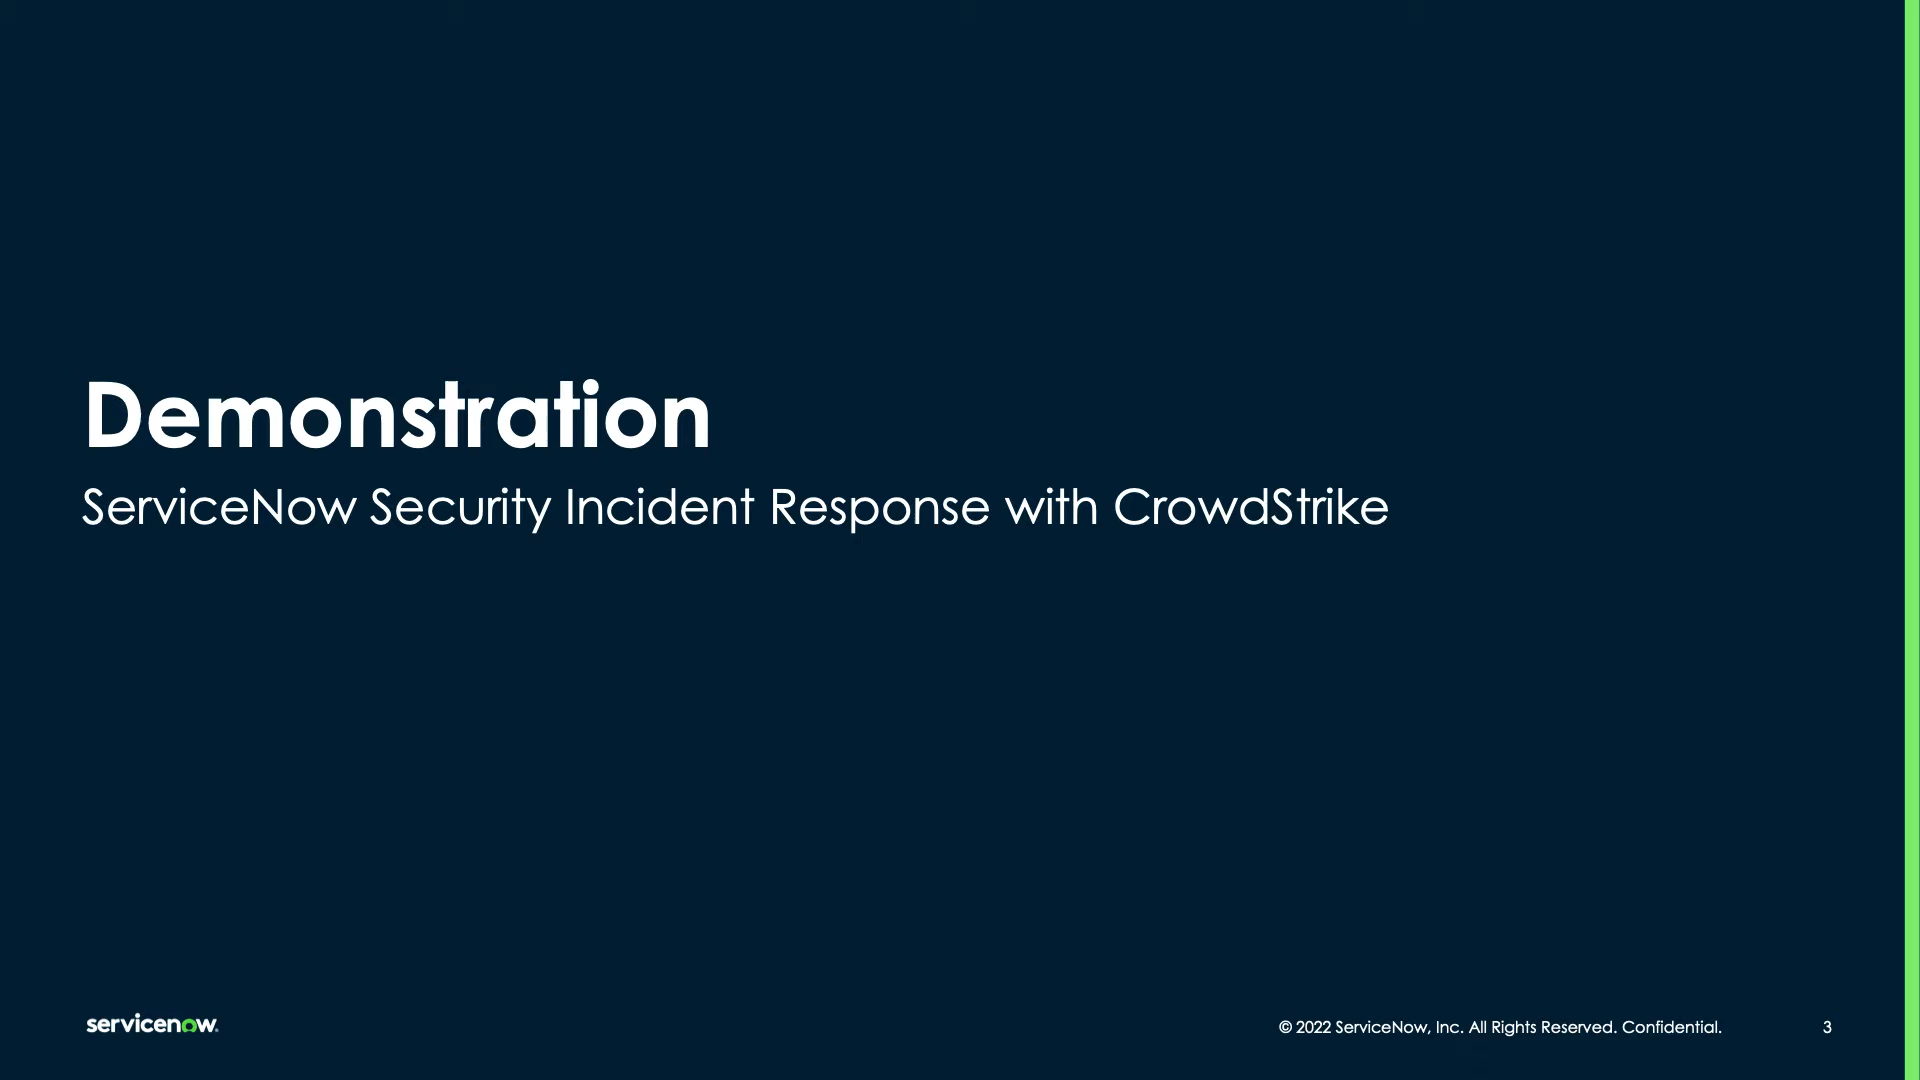 Demonstration
ServiceNow Security Incident Response with CrowdStrike
servicenow.
© 2022 ServiceNow, Inc. All Rights Reserved. Confidential.
3